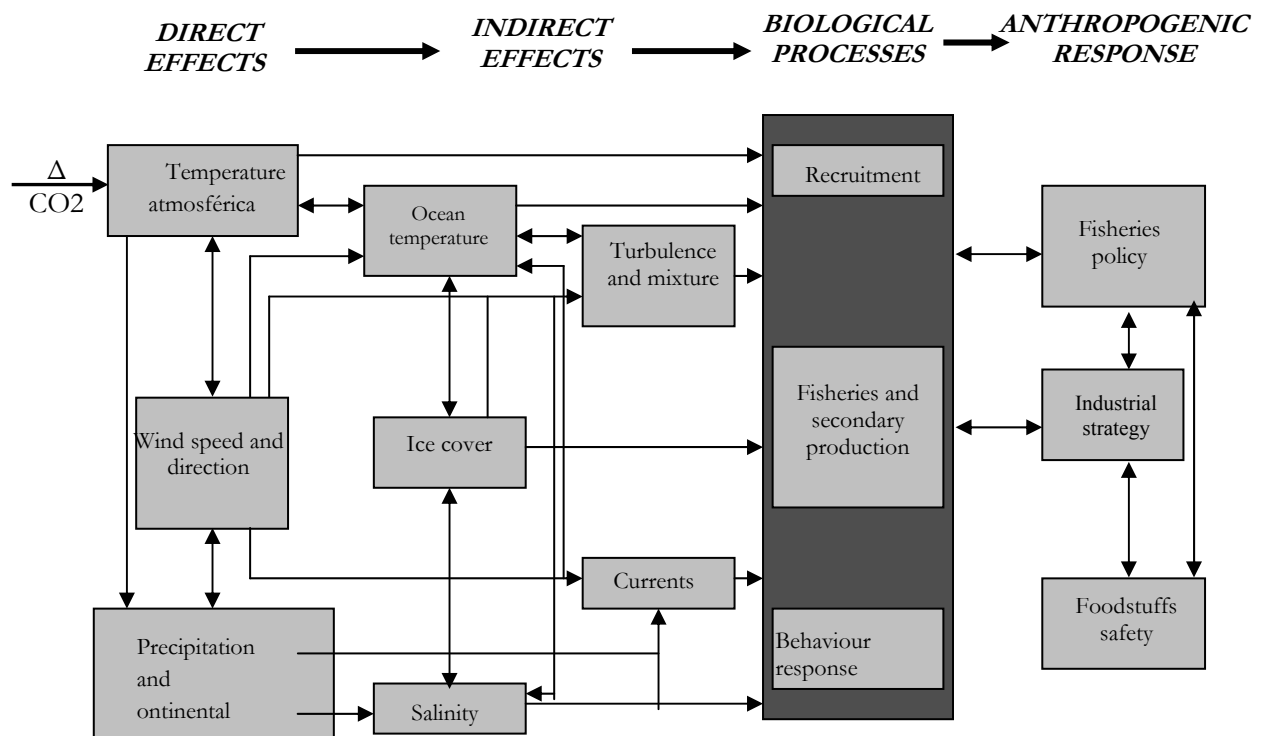 DIRECT
EFFECTS
INDIRECT
EFFECTS
BIOLOGICAL
PROCESSES
ANTHROPOGENIC
RESPONSE
Δ
CO2
Temperature
atmosférica
Ocean
temperature
Turbulence
and mixture
Recruitment
Fisheries
policy
Wind speed and
direction
Ice cover
Fisheries and
secondary
production
Industrial
strategy
Currents
Precipitation
and
ontinental
Salinity
Behaviour
response
Foodstuffs
safety